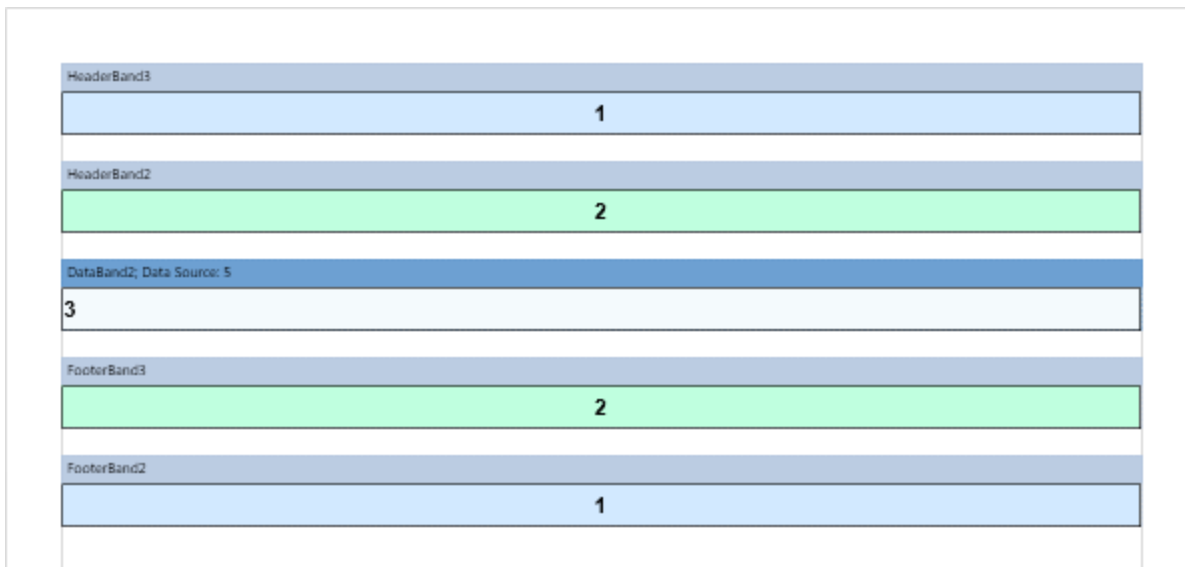 HeaderBand3
1
HeaderBand2
2
DataBand2; Data Source: 5
3
FooterBand3
2
FooterBand2
1